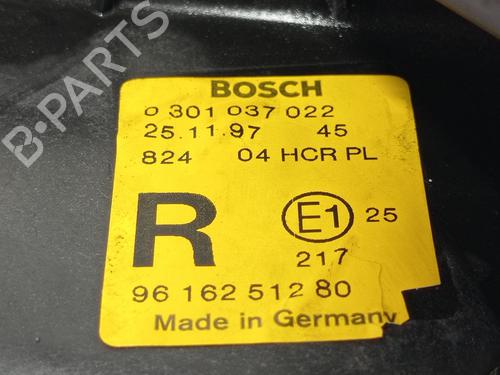 B-PARTS
BOSCH
0 301 037 022
25.11.97 45
824 04 HCR PL
R E1 25
217
96 162 512 80
Made in Germany